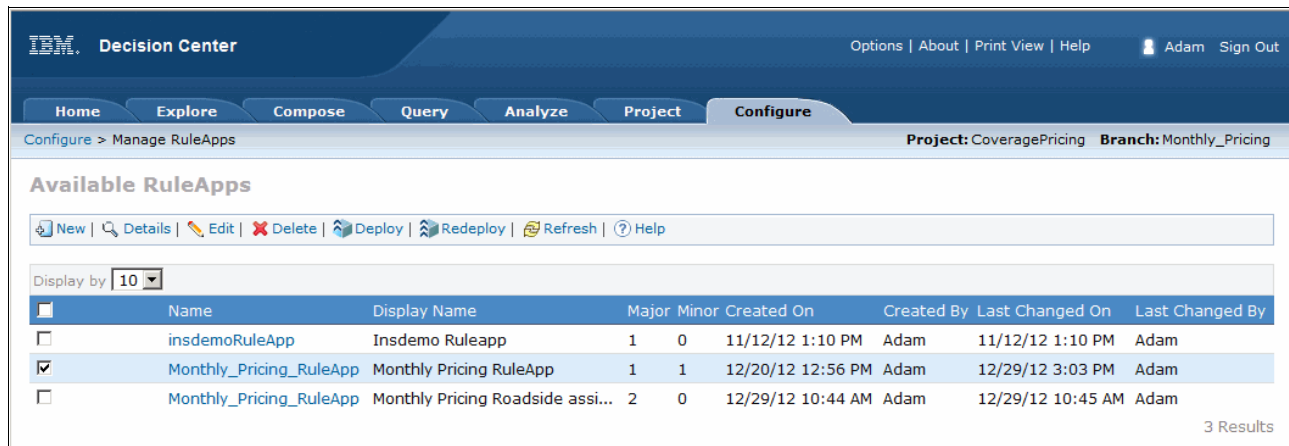 IBM. Decision Center
Options | About | Print View | Help Adam Sign Out
Home Explore Compose Query Analyze Project Configure
Configure > Manage RuleApps Project: CoveragePricing Branch: Monthly_Pricing
Available RuleApps
New | Details | Edit | Delete | Deploy | Redeploy | Refresh | ? Help
Display by 10
Name Display Name Major Minor Created On Created By Last Changed On Last Changed By
insdemoRuleApp Insdemo Ruleapp 1 0 11/12/12 1:10 PM Adam 11/12/12 1:10 PM Adam
Monthly_Pricing_RuleApp Monthly Pricing RuleApp 1 1 12/20/12 12:56 PM Adam 12/29/12 3:03 PM Adam
Monthly_Pricing_RuleApp Monthly Pricing Roadside assi... 2 0 12/29/12 10:44 AM Adam 12/29/12 10:45 AM Adam
3 Results